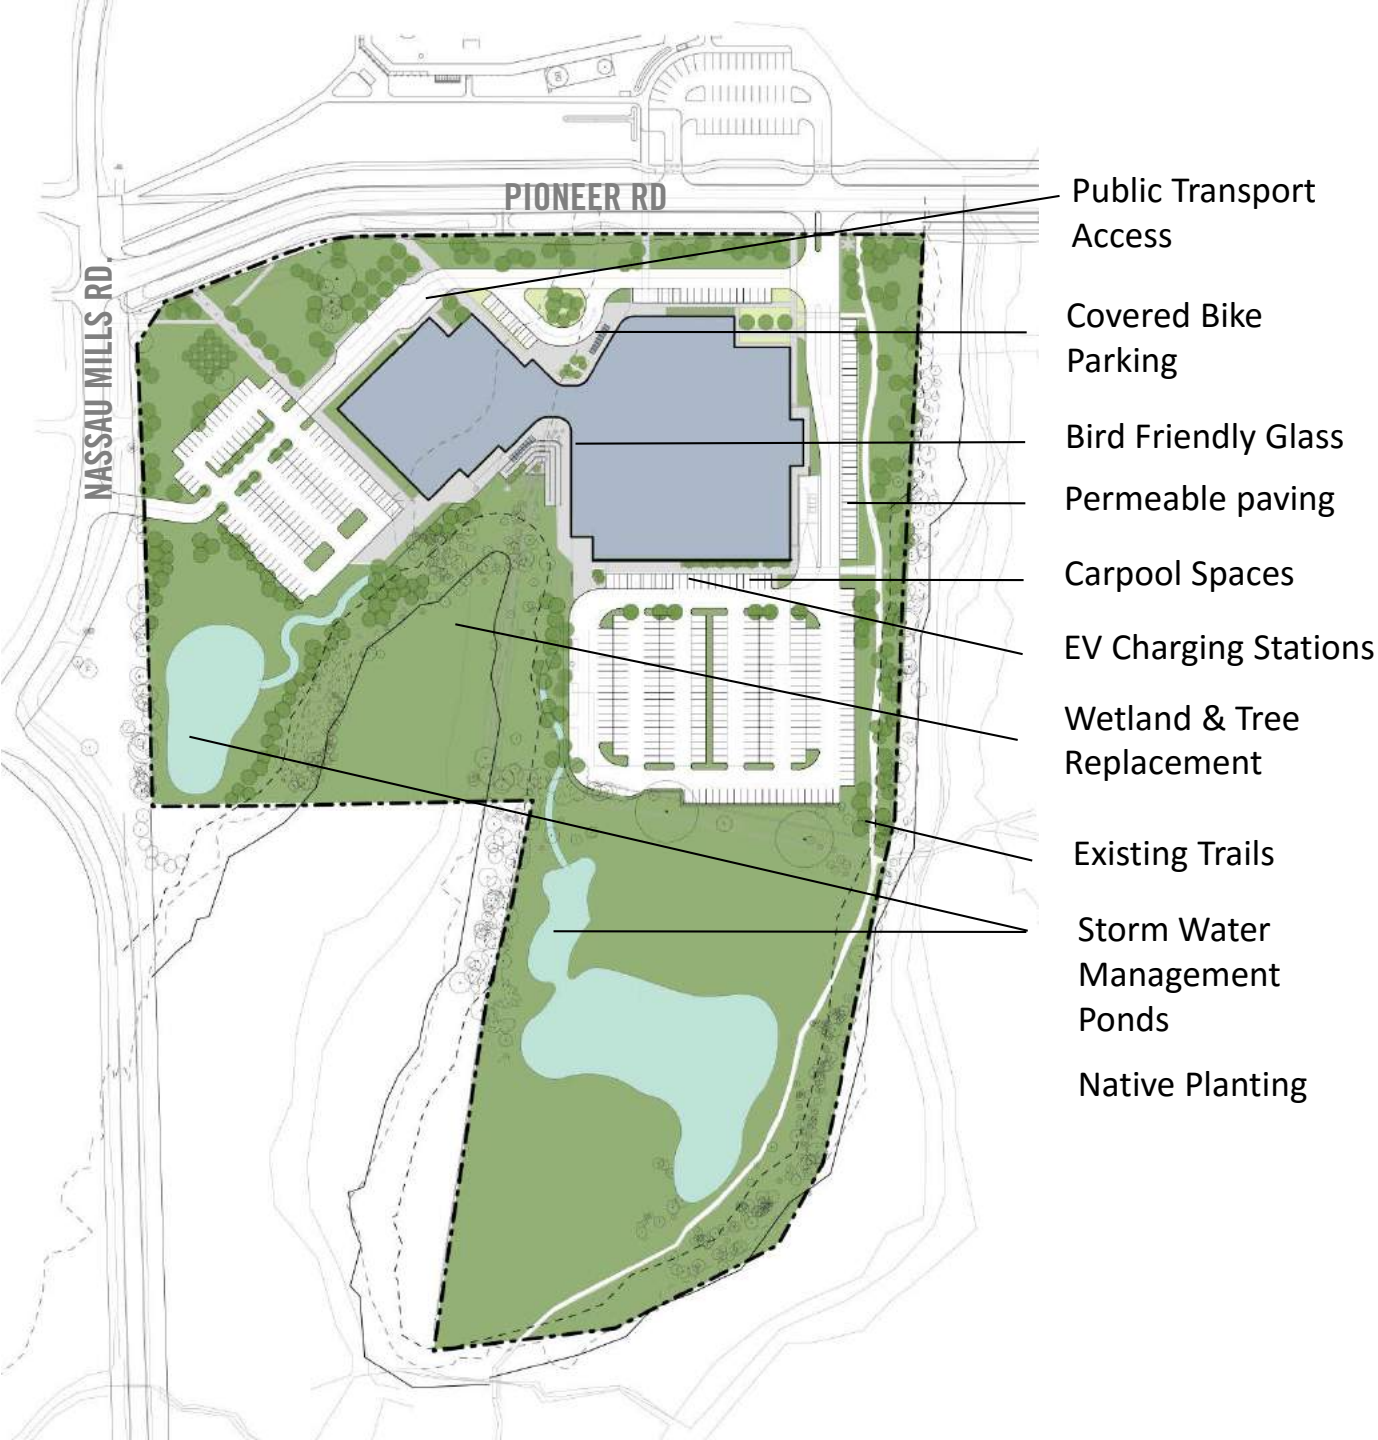 PIONEER RD
NASSAU MILLS RD.
Public Transport
Access
Covered Bike
Parking
Bird Friendly Glass
Permeable paving
Carpool Spaces
EV Charging Stations
Wetland & Tree
Replacement
Existing Trails
Storm Water
Management
Ponds
Native Planting